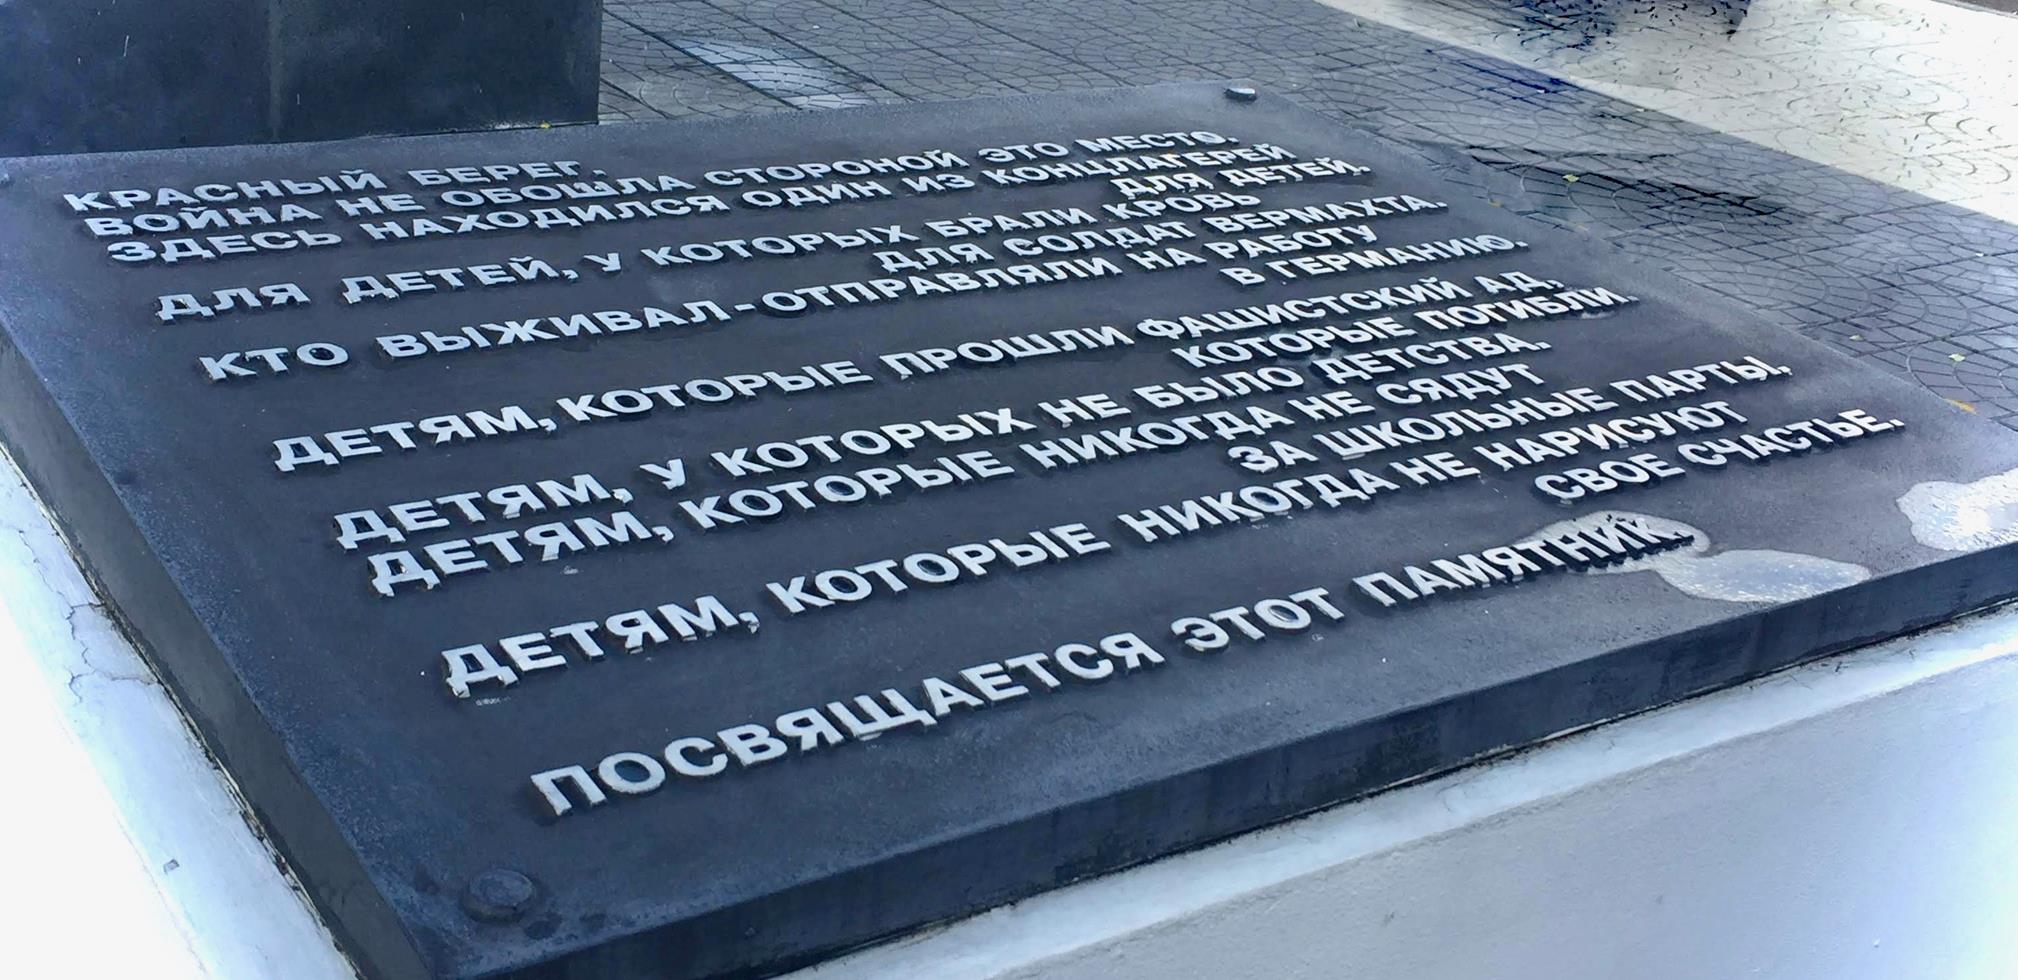 КРАСНЫЙ БЕРЕГ.
ВОЙНА НЕ ОБОШЛА СТОРОНОЙ ЭТО МЕСТО.
ЗДЕСЬ НАХОДИЛСЯ ОДИН ИЗ КОНЦЛАГЕРЕЙ
ДЛЯ ДЕТЕЙ.
ДЛЯ ДЕТЕЙ, У КОТОРЫХ БРАЛИ КРОВЬ
ДЛЯ СОЛДАТ ВЕРМАХТА.
КТО ВЫЖИВАЛ-ОТПРАВЛЯЛИ НА РАБОТУ
В ГЕРМАНИЮ.
ДЕТЯМ, КОТОРЫЕ ПРОШЛИ ФАШИСТСКИЙ АД,
КОТОРЫЕ ПОГИБЛИ.
ДЕТЯМ, У КОТОРЫХ НЕ БЫЛО ДЕТСТВА.
ДЕТЯМ, КОТОРЫЕ НИКОГДА НЕ СЯДУТ
ЗА ШКОЛЬНЫЕ ПАРТЫ,
ДЕТЯМ, КОТОРЫЕ НИКОГДА НЕ НАРИСУЮТ
СВОЕ СЧАСТЬЕ,
ПОСВЯЩАЕТСЯ ЭТОТ ПАМЯТНИК.